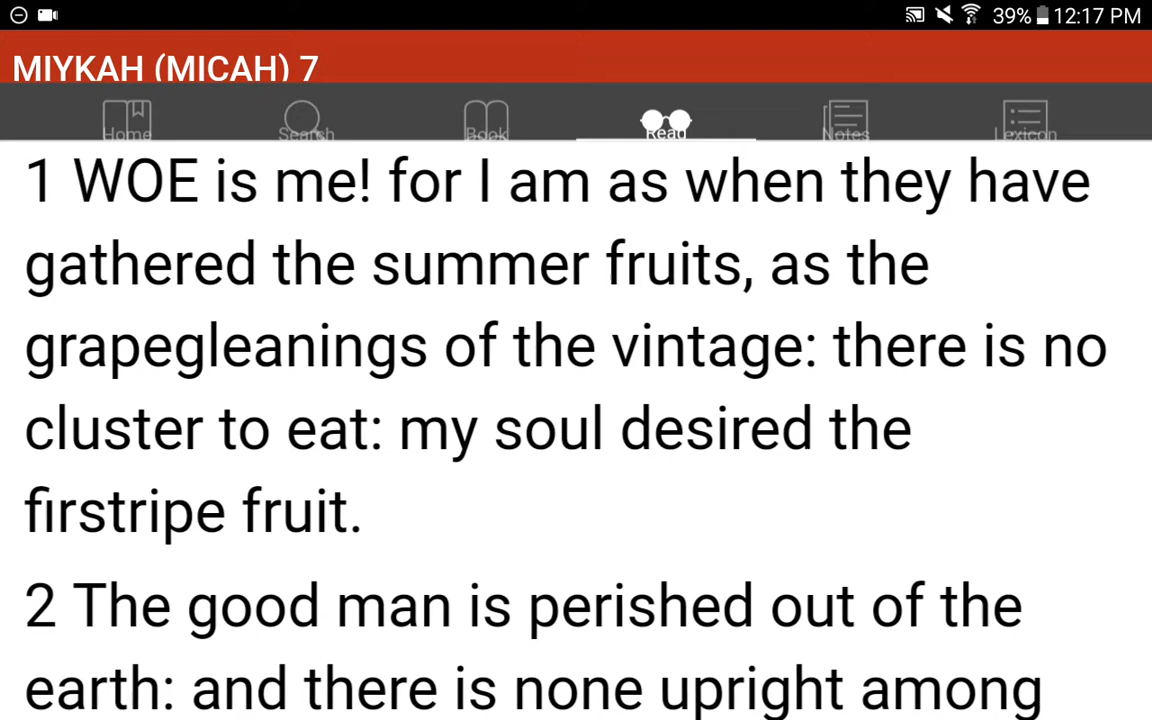 39% 12:17 PM
MIYKAH (MICAH) 7
Home Search Book Read Notes Lexicon
1 WOE is me! for I am as when they have
gathered the summer fruits, as the
grapegleanings of the vintage: there is no
cluster to eat: my soul desired the
firstripe fruit.
2 The good man is perished out of the
earth: and there is none upright among